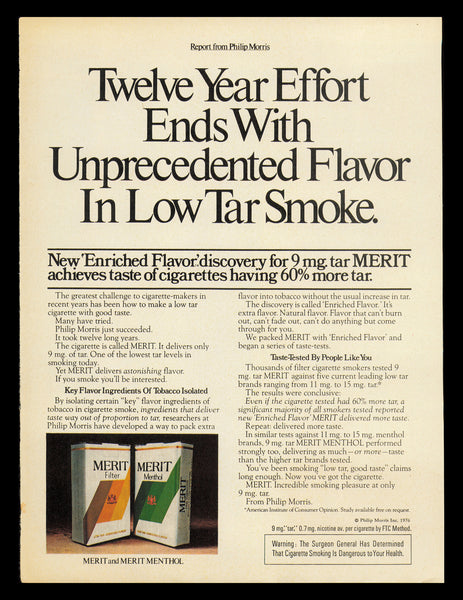 Report from Philip Morris
Twelve Year Effort
Ends With
Unprecedented Flavor
In Low Tar Smoke.
New 'Enriched Flavor' discovery for 9 mg. tar MERIT
achieves taste of cigarettes having 60% more tar.
The greatest challenge to cigarette-makers in
recent years has been how to make a low tar
cigarette with good taste.
Many have tried.
Philip Morris just succeeded.
It took twelve long years.
The cigarette is called MERIT. It delivers only
9 mg. of tar. One of the lowest tar levels in
smoking today.
Yet MERIT delivers astonishing flavor.
If you smoke you'll be interested.
Key Flavor Ingredients Of Tobacco Isolated
By isolating certain "key" flavor ingredients of
tobacco in cigarette smoke, ingredients that deliver
taste way out of proportion to tar, researchers at
Philip Morris have developed a way to pack extra
MERIT
Filter
MERIT
Menthol
MERIT
MERIT and MERIT MENTHOL
flavor into tobacco without the usual increase in tar.
The discovery is called 'Enriched Flavor.' It's
extra flavor. Natural flavor. Flavor that can't burn
out, can't fade out, can't do anything but come
through for you.
We packed MERIT with 'Enriched Flavor' and
began a series of taste-tests.
Taste-Tested By People Like You
Thousands of filter cigarette smokers tested 9
mg. tar MERIT against five current leading low tar
brands ranging from 11 mg. to 15 mg. tar.*
The results were conclusive:
Even if the cigarette tested had 60% more tar, a
significant majority of all smokers tested reported
new 'Enriched Flavor' MERIT delivered more taste.
Repeat: delivered more taste.
In similar tests against 11 mg. to 15 mg. menthol
brands, 9 mg. tar MERIT MENTHOL performed
strongly too, delivering as much—or more—taste
than the higher tar brands tested.
You've been smoking "low tar, good taste" claims
long enough. Now you've got the cigarette.
MERIT. Incredible smoking pleasure at only
9 mg. tar.
From Philip Morris.
*American Institute of Consumer Opinion. Study available free on request.
© Philip Morris Inc. 1976
9 mg. "tar," 0.7 mg. nicotine av. per cigarette by FTC Method.
Warning: The Surgeon General Has Determined
That Cigarette Smoking Is Dangerous to Your Health.